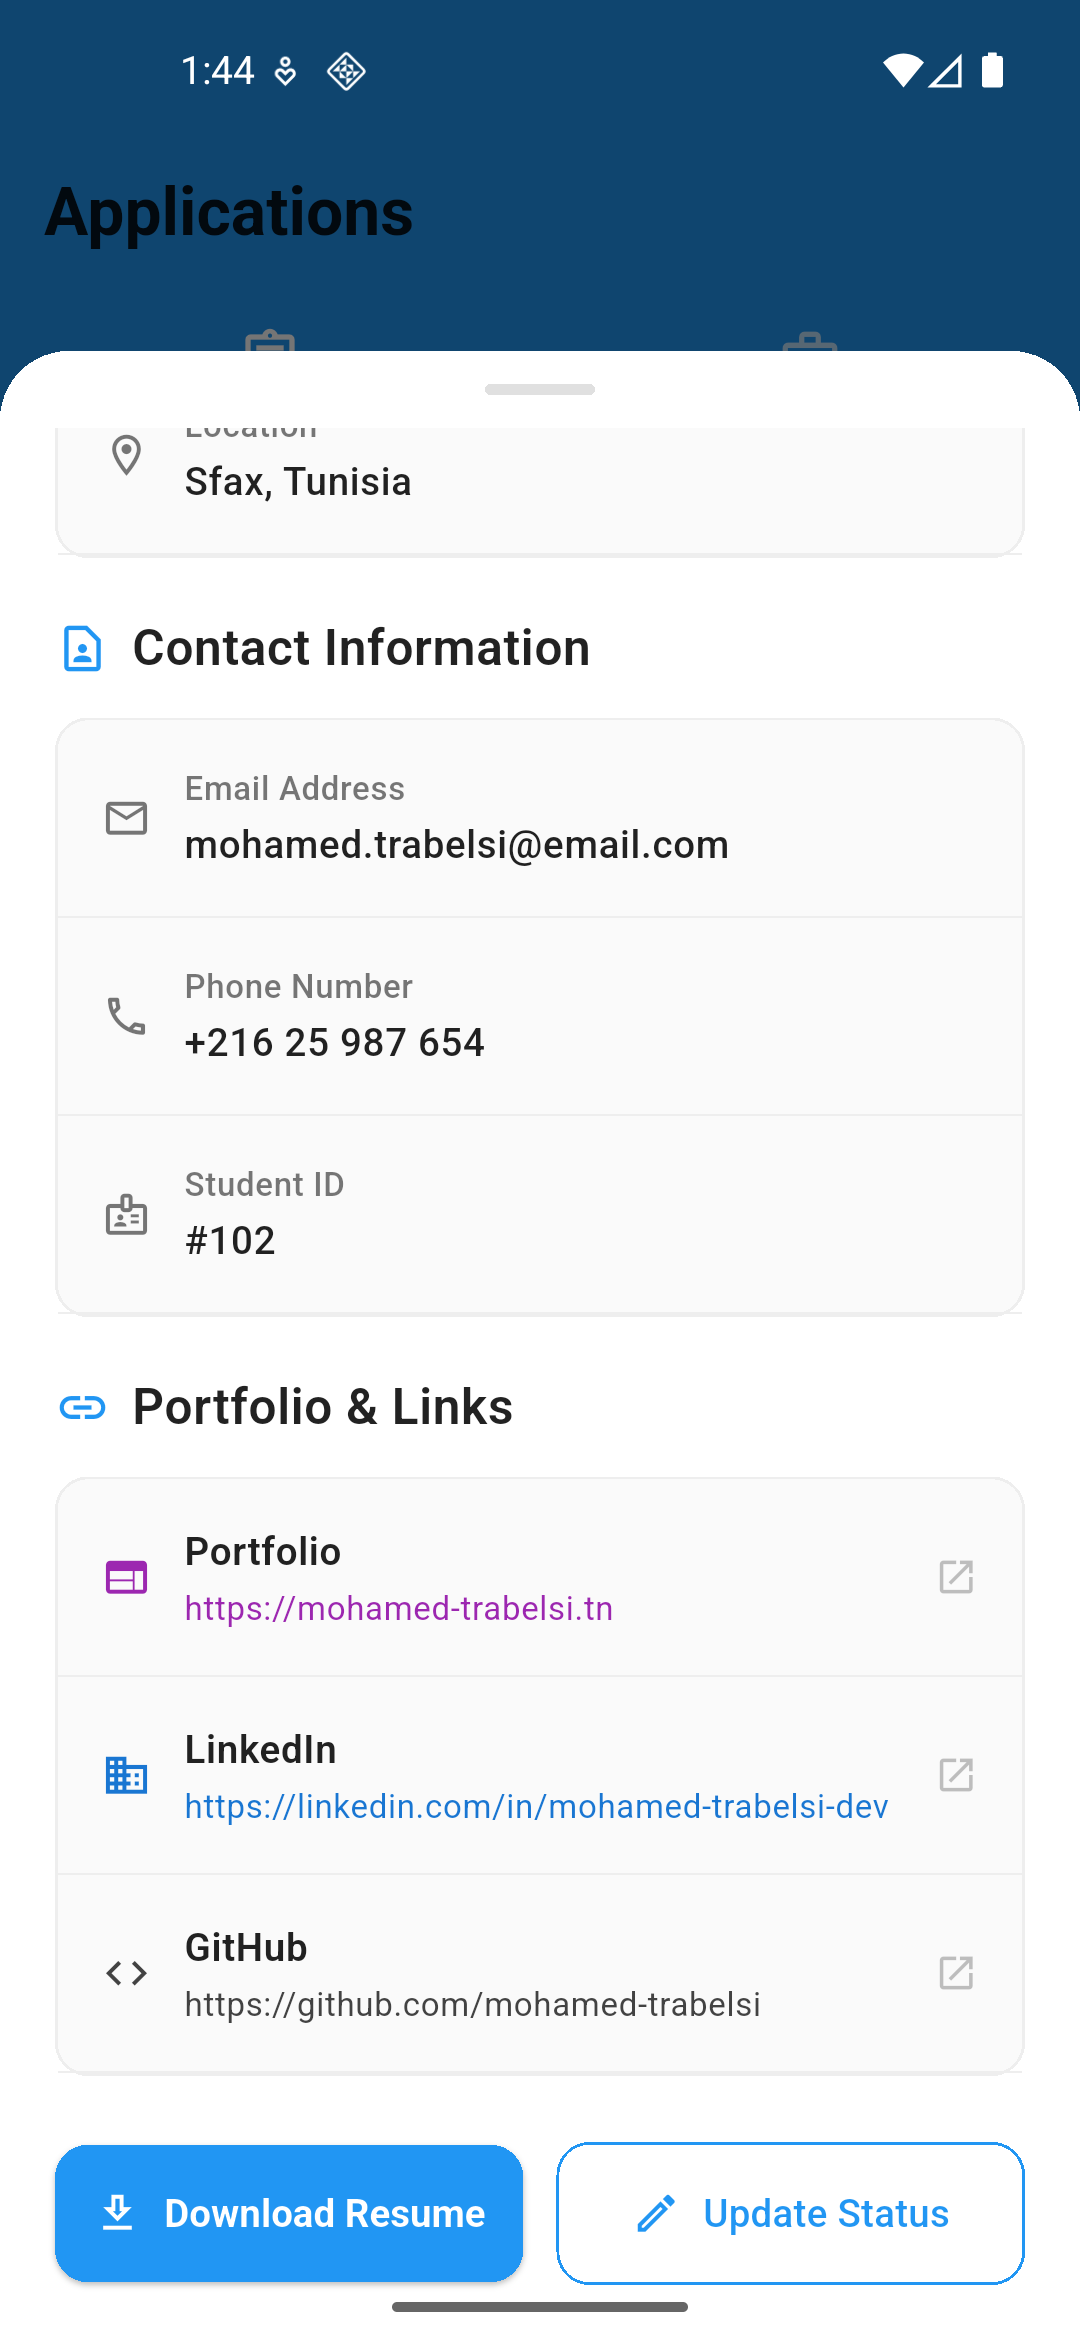 1:44
Applications
Location
Sfax, Tunisia
Contact Information
Email Address
mohamed.trabelsi@email.com
Phone Number
+216 25 987 654
Student ID
#102
Portfolio & Links
Portfolio
https://mohamed-trabelsi.tn
LinkedIn
https://linkedin.com/in/mohamed-trabelsi-dev
GitHub
https://github.com/mohamed-trabelsi
Download Resume
Update Status